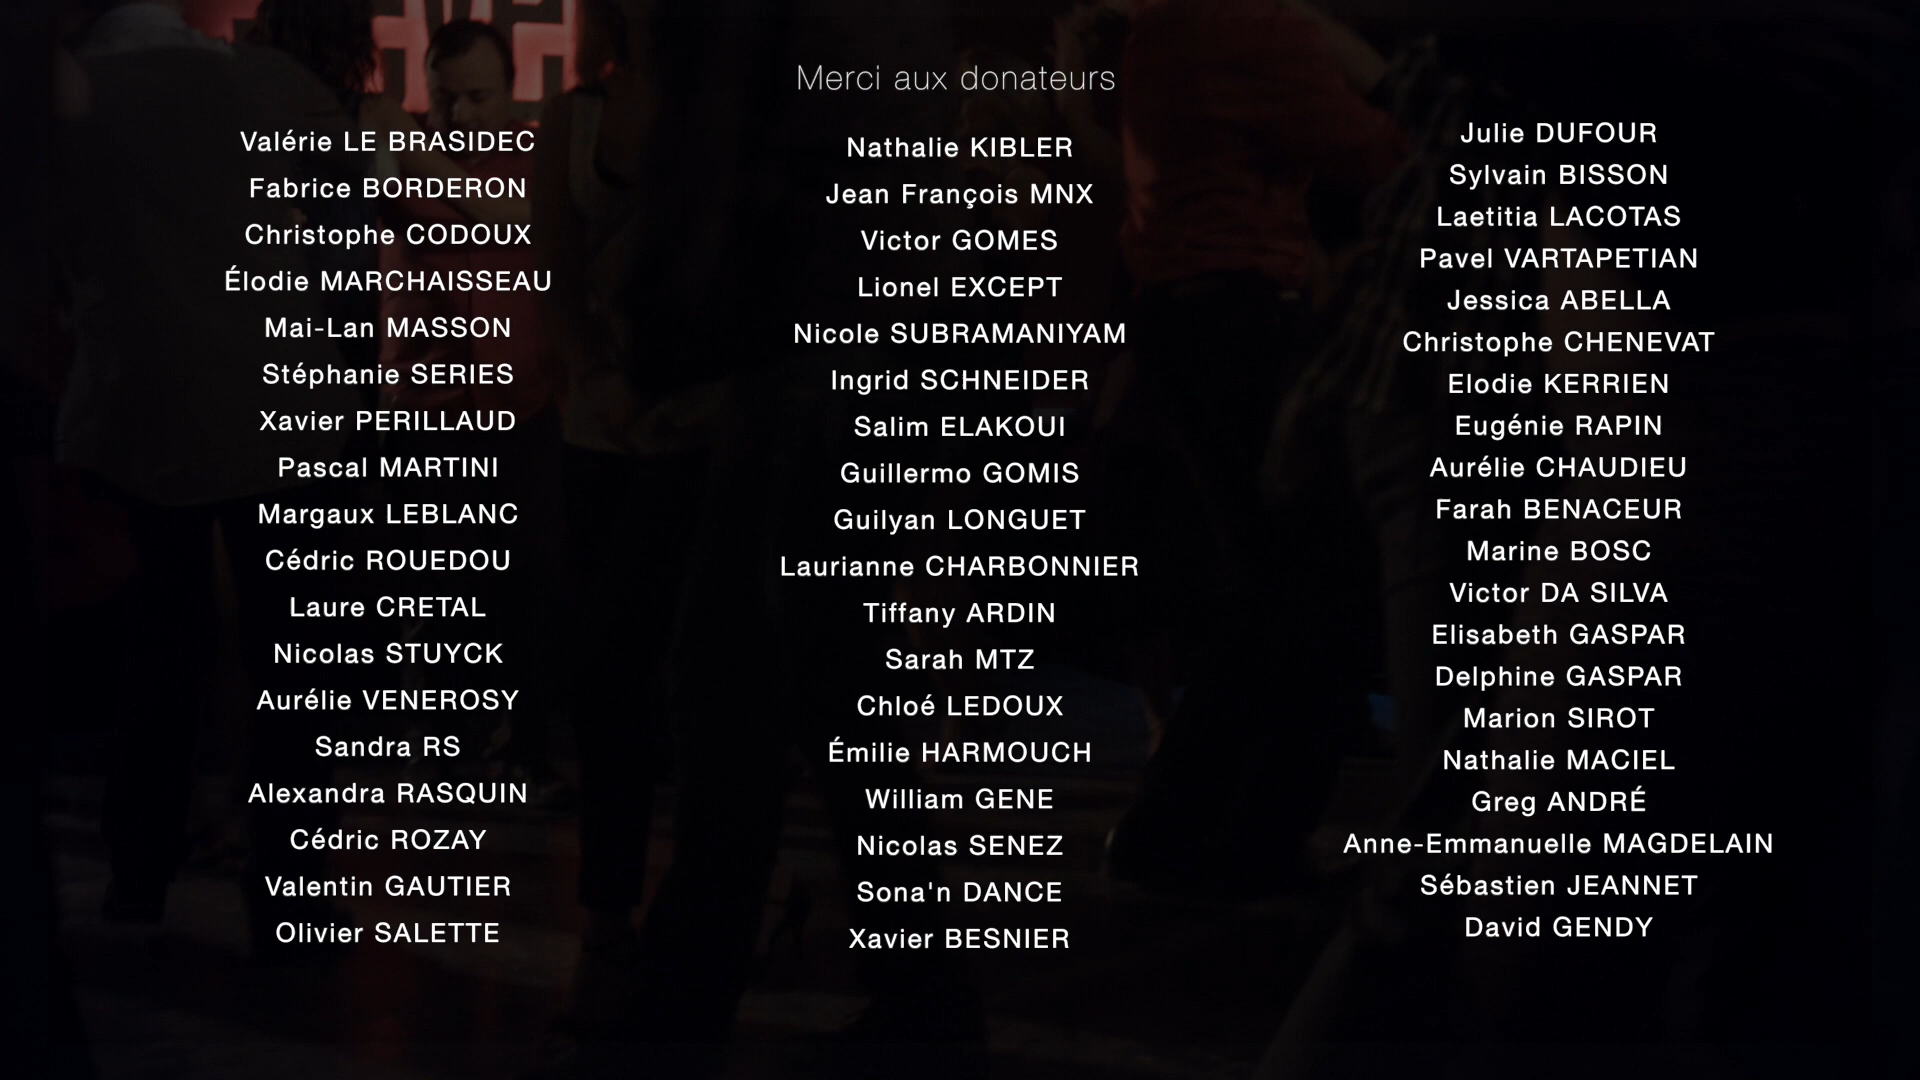 Merci aux donateurs
Valérie LE BRASIDEC
Fabrice BORDERON
Christophe CODOUX
Élodie MARCHAISSEAU
Mai-Lan MASSON
Stéphanie SERIES
Xavier PERILLAUD
Pascal MARTINI
Margaux LEBLANC
Cédric ROUEDOU
Laure CRETAL
Nicolas STUYCK
Aurélie VENEROSY
Sandra RS
Alexandra RASQUIN
Cédric ROZAY
Valentin GAUTIER
Olivier SALETTE
Nathalie KIBLER
Jean François MNX
Victor GOMES
Lionel EXCEPT
Nicole SUBRAMANIYAM
Ingrid SCHNEIDER
Salim ELAKOUI
Guillermo GOMIS
Guilyan LONGUET
Laurianne CHARBONNIER
Tiffany ARDIN
Sarah MTZ
Chloé LEDOUX
Émilie HARMOUCH
William GENE
Nicolas SENEZ
Sona'n DANCE
Xavier BESNIER
Julie DUFOUR
Sylvain BISSON
Laetitia LACOTAS
Pavel VARTAPETIAN
Jessica ABELLA
Christophe CHENEVAT
Elodie KERRIEN
Eugénie RAPIN
Aurélie CHAUDIEU
Farah BENACEUR
Marine BOSC
Victor DA SILVA
Elisabeth GASPAR
Delphine GASPAR
Marion SIROT
Nathalie MACIEL
Greg ANDRÉ
Anne-Emmanuelle MAGDELAIN
Sébastien JEANNET
David GENDY